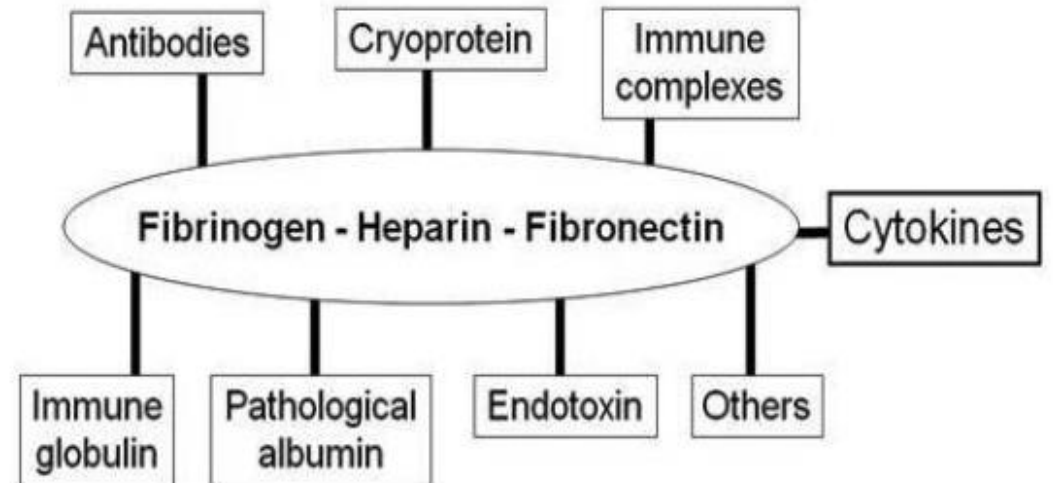 Antibodies
Cryoprotein
Immune
complexes
Fibrinogen - Heparin - Fibronectin
Cytokines
Immune
globulin
Pathological
albumin
Endotoxin
Others